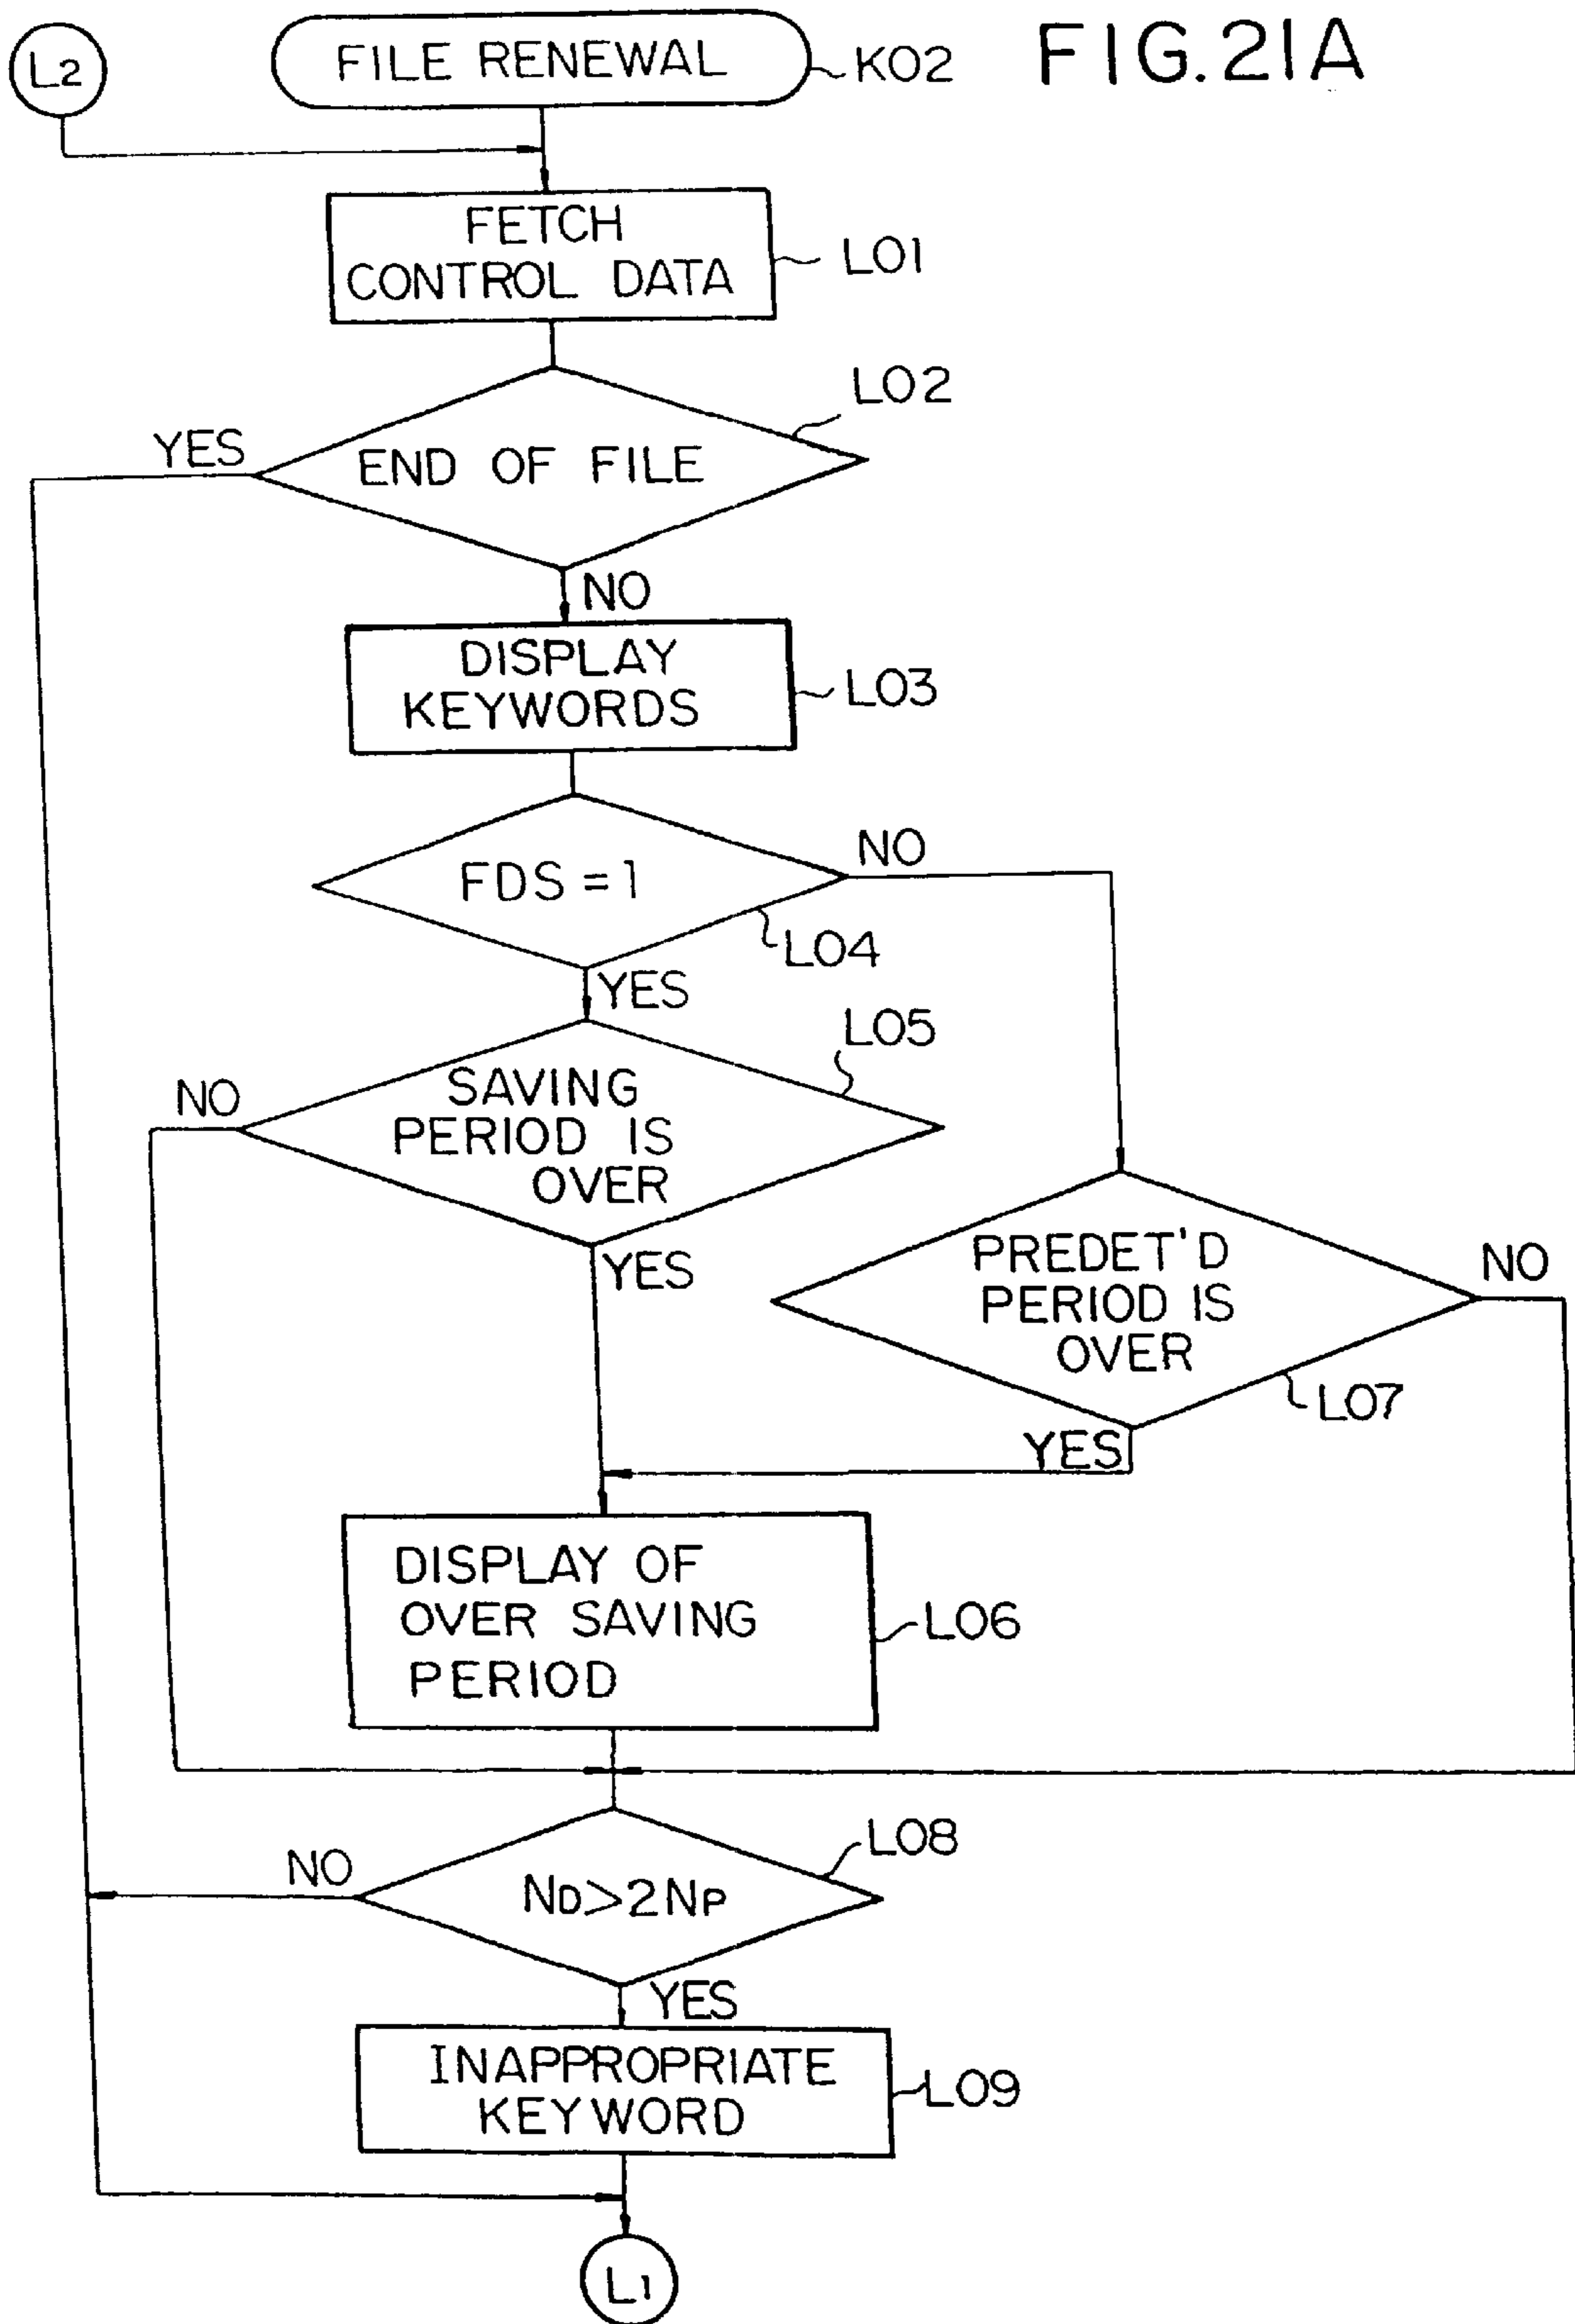 L2
FILE RENEWAL
K02
FIG.21A
FETCH
CONTROL DATA
L01
L02
YES
END OF FILE
NO
DISPLAY
KEYWORDS
L03
NO
FDS = 1
L04
YES
L05
NO
SAVING
PERIOD IS
OVER
YES
PREDET'D
PERIOD IS
OVER
NO
L07
YES
DISPLAY OF
OVER SAVING
PERIOD
L06
L08
NO
ND>2NP
YES
INAPPROPRIATE
KEYWORD
L09
L1